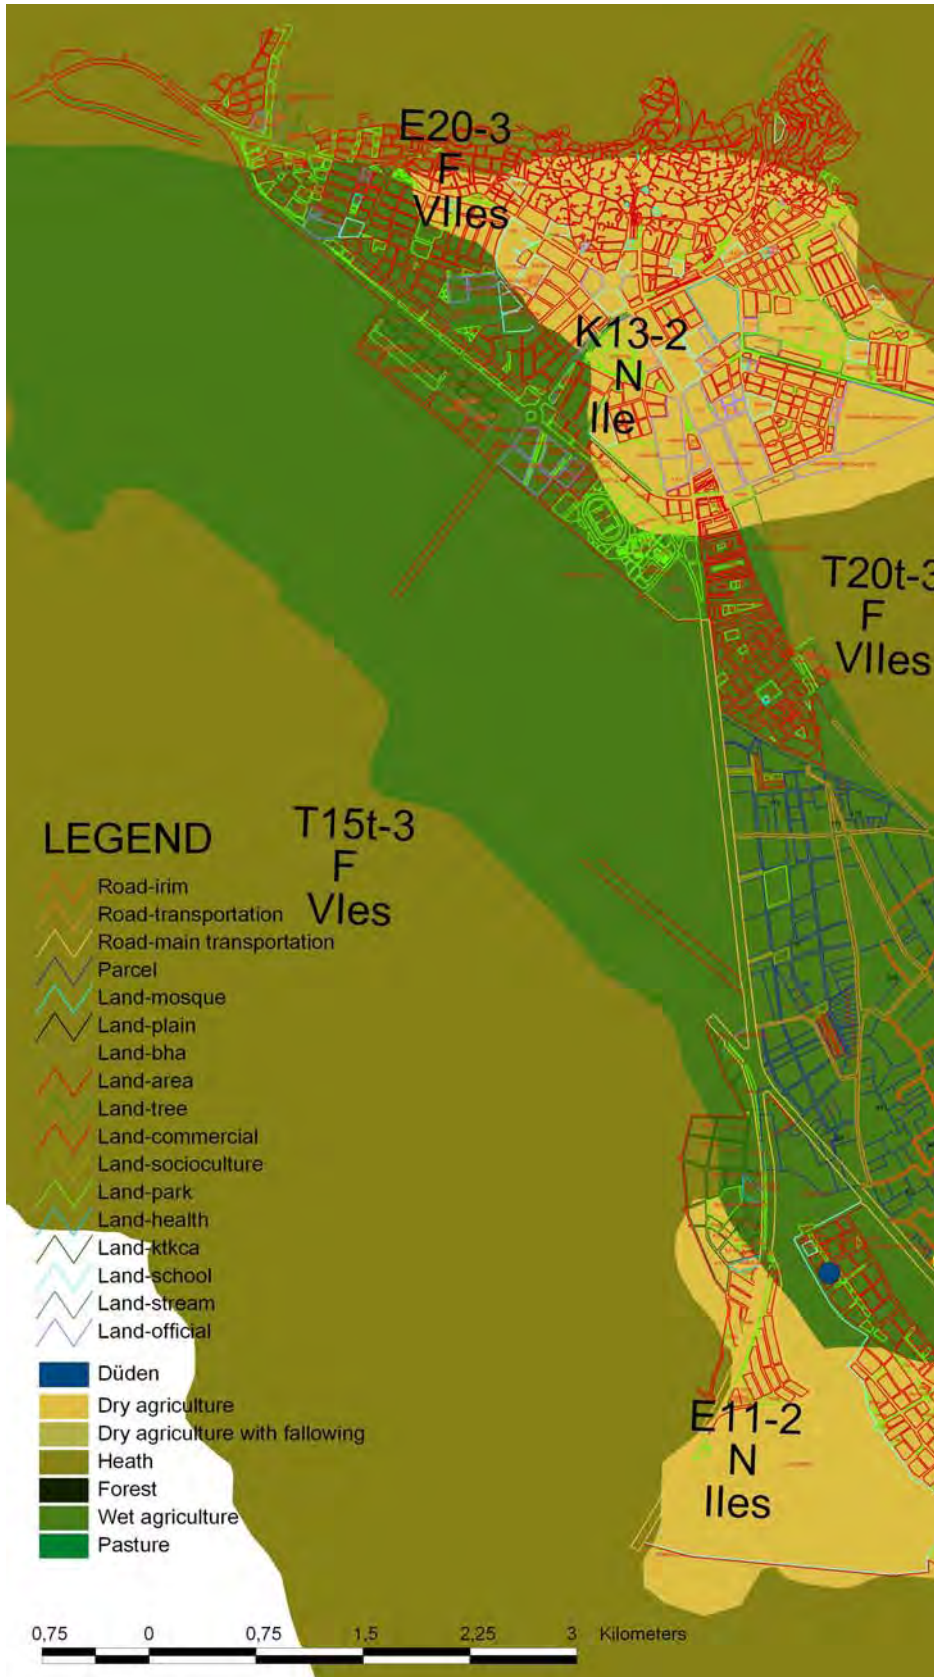 E20-3
F
VIIes
K13-2
N
IIe
T20t-3
F
VIIes
T15t-3
F
VIes
LEGEND
Road-irim
Road-transportation
Road-main transportation
Parcel
Land-mosque
Land-plain
Land-bha
Land-area
Land-tree
Land-commercial
Land-socioculture
Land-park
Land-health
Land-ktkca
Land-school
Land-stream
Land-official
Düden
Dry agriculture
Dry agriculture with fallowing
Heath
Forest
Wet agriculture
Pasture
E11-2
N
IIes
0,75 0 0,75 1,5 2,25 3 Kilometers